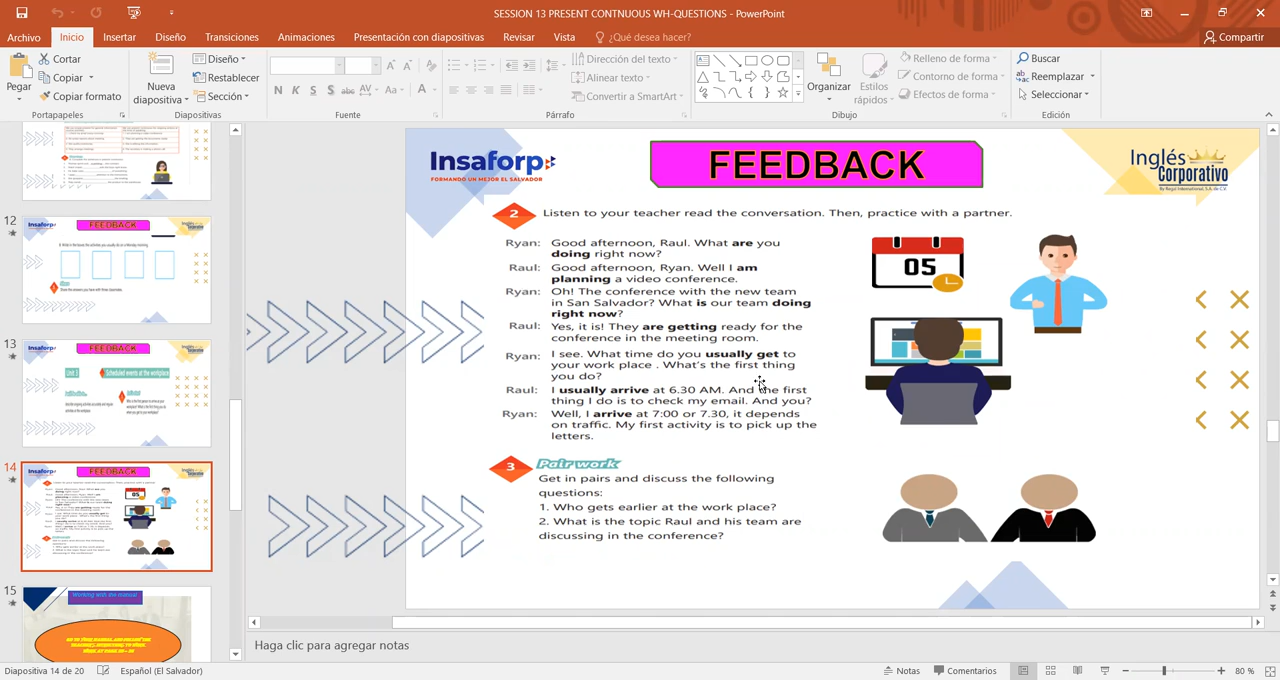 SESSION 13 PRESENT CONTNUOUS WH-QUESTIONS - PowerPoint
Archivo Inicio Insertar Diseño Transiciones Animaciones Presentación con diapositivas Revisar Vista ¿Qué desea hacer? Compartir
Pegar
Cortar
Copiar
Copiar formato
Portapapeles
Nueva
diapositiva
Diseño
Restablecer
Sección
Diapositivas
N K S S abc AV Aa A
Fuente
Dirección del texto
Alinear texto
Convertir a SmartArt
Párrafo
Organizar
Estilos
rápidos
Relleno de forma
Contorno de forma
Efectos de forma
Dibujo
Buscar
Reemplazar
Seleccionar
Edición
12
FEEDBACK
13
FEEDBACK
Scheduled events at the workplace
14
FEEDBACK
15
Working with the manual
Insaforp
FORMANDO UN MEJOR EL SALVADOR
FEEDBACK
Inglés
Corporativo
By Regal International, S.A. de C.V.
2 Listen to your teacher read the conversation. Then, practice with a partner.
Ryan: Good afternoon, Raul. What are you
doing right now?
Raul: Good afternoon, Ryan. Well I am
planning a video conference.
Ryan: Oh! The conference with the new team
in San Salvador? What is our team doing
right now?
Raul: Yes, it is! They are getting ready for the
conference in the meeting room.
Ryan: I see. What time do you usually get to
your work place . What's the first thing
you do?
Raul: I usually arrive at 6.30 AM. And the first
thing I do is to check my email. And you?
Ryan: Well, I arrive at 7:00 or 7.30, it depends
on traffic. My first activity is to pick up the
letters.
05
3 Pair work
Get in pairs and discuss the following
questions:
1. Who gets earlier at the work place?
2. What is the topic Raul and his team are
discussing in the conference?
Haga clic para agregar notas
Diapositiva 14 de 20 Español (El Salvador) Notas Comentarios 80 %